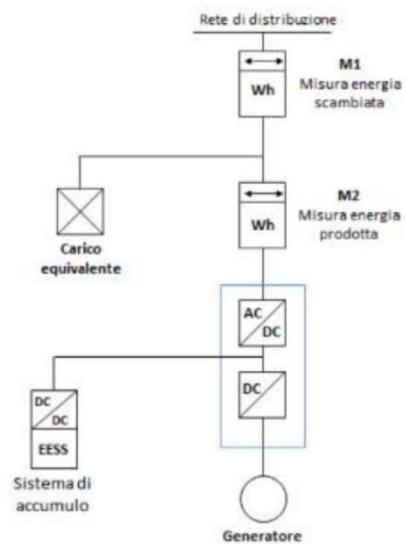 Rete di distribuzione
M1
Misura energia
scambiata
Wh
M2
Misura energia
prodotta
Wh
Carico
equivalente
AC
DC
DC
DC
DC
EESS
Sistema di
accumulo
Generatore